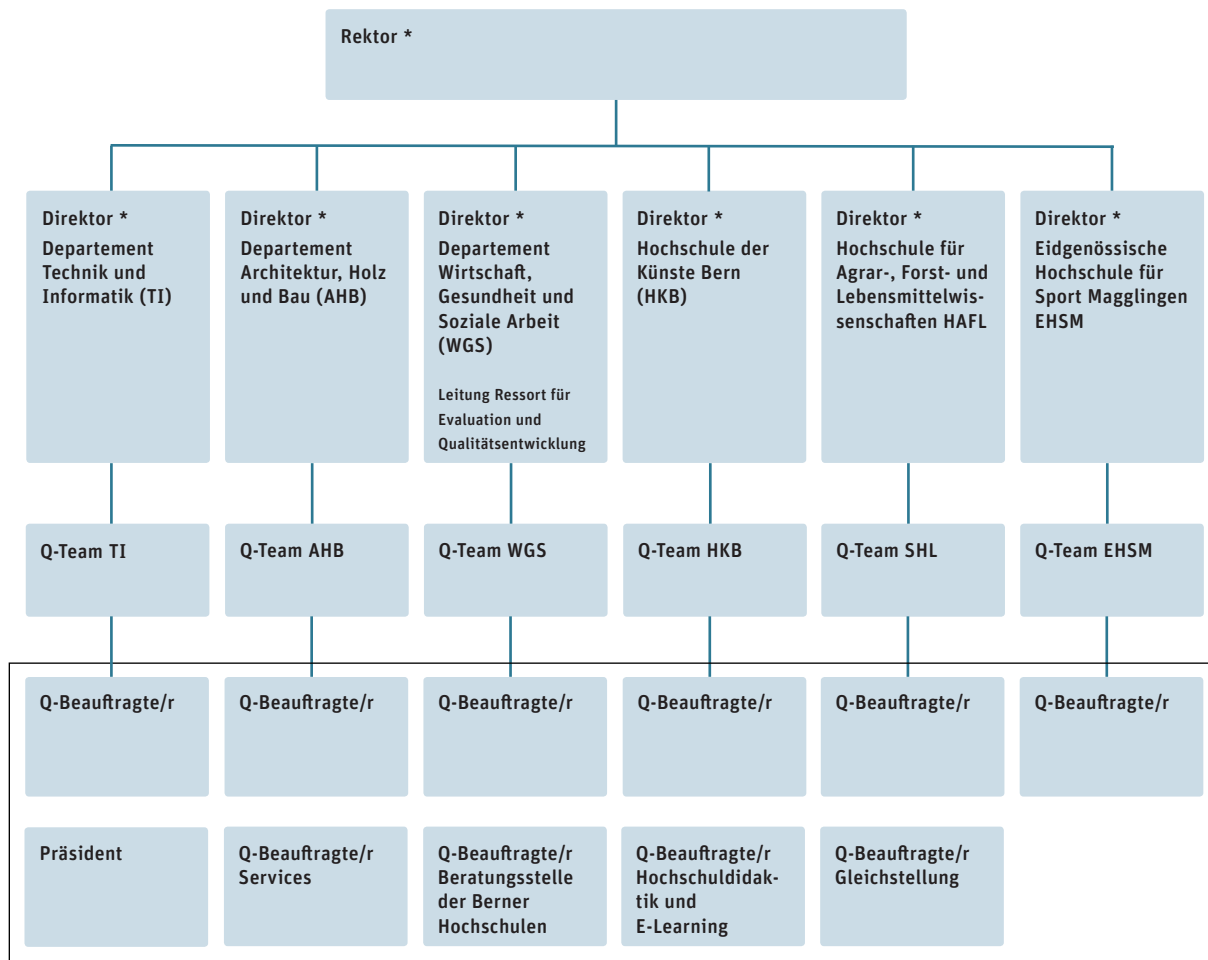 Rektor *
Direktor *
Departement
Technik und
Informatik (TI)
Direktor *
Departement
Architektur, Holz
und Bau (AHB)
Direktor *
Departement
Wirtschaft,
Gesundheit und
Soziale Arbeit
(WGS)
Leitung Ressort für
Evaluation und
Qualitätsentwicklung
Direktor *
Hochschule der
Künste Bern
(HKB)
Direktor *
Hochschule für
Agrar-, Forst- und
Lebensmittelwis-
senschaften HAFL
Direktor *
Eidgenössische
Hochschule für
Sport Magglingen
EHSM
Q-Team TI
Q-Team AHB
Q-Team WGS
Q-Team HKB
Q-Team SHL
Q-Team EHSM
Q-Beauftragte/r
Q-Beauftragte/r
Q-Beauftragte/r
Q-Beauftragte/r
Q-Beauftragte/r
Q-Beauftragte/r
Präsident
Q-Beauftragte/r
Services
Q-Beauftragte/r
Beratungsstelle
der Berner
Hochschulen
Q-Beauftragte/r
Hochschuldidak-
tik und
E-Learning
Q-Beauftragte/r
Gleichstellung